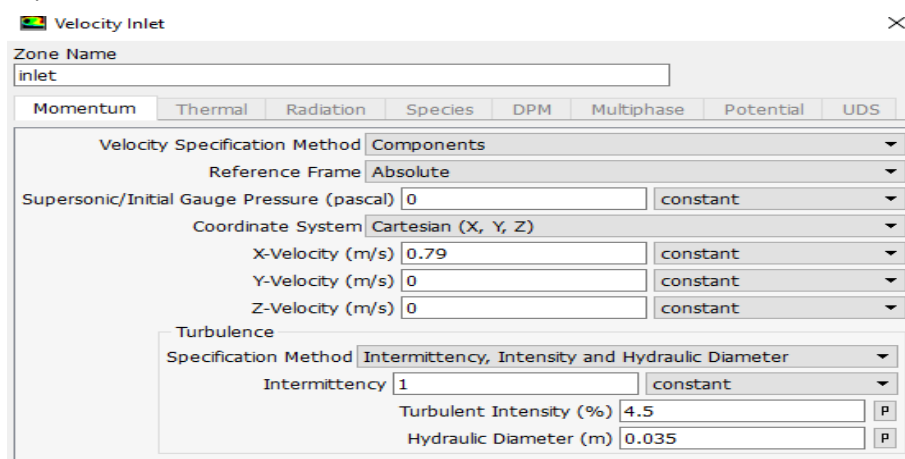 Velocity Inlet
Zone Name
inlet
Momentum Thermal Radiation Species DPM Multiphase Potential UDS
Velocity Specification Method Components
Reference Frame Absolute
Supersonic/Initial Gauge Pressure (pascal) 0 constant
Coordinate System Cartesian (X, Y, Z)
X-Velocity (m/s) 0.79 constant
Y-Velocity (m/s) 0 constant
Z-Velocity (m/s) 0 constant
Turbulence
Specification Method Intermittency, Intensity and Hydraulic Diameter
Intermittency 1 constant
Turbulent Intensity (%) 4.5 P
Hydraulic Diameter (m) 0.035 P